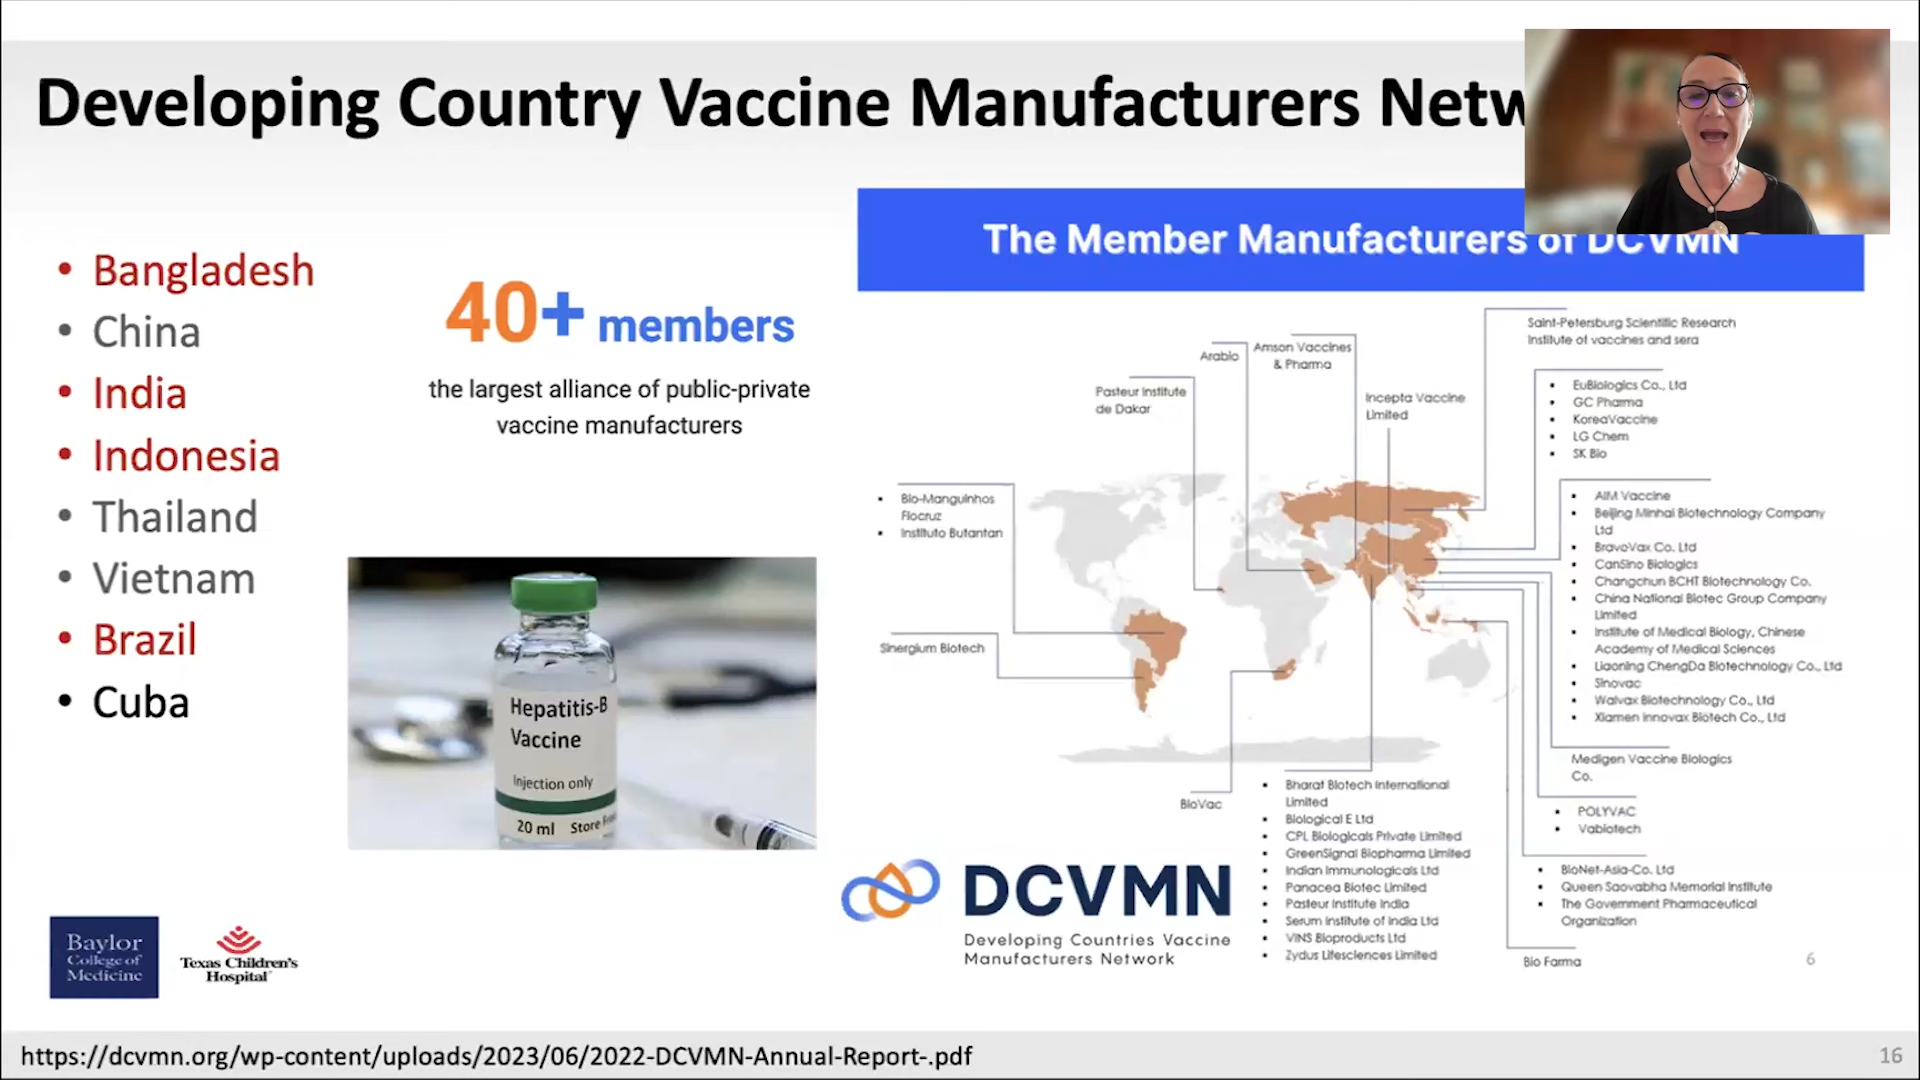 Developing Country Vaccine Manufacturers Netw
• Bangladesh
• China
• India
• Indonesia
• Thailand
• Vietnam
• Brazil
• Cuba
40+ members
the largest alliance of public-private
vaccine manufacturers
Hepatitis-B
Vaccine
Injection only
20 ml Store
The Member Manufacturers of DCVMN
Saint-Petersburg Scientific Research
Institute of vaccines and sera
Arabio
Amson Vaccines
& Pharma
Pasteur Institute
de Dakar
Incepta Vaccine
Limited
EuBiologics Co., Ltd
GC Pharma
KoreaVaccine
LG Chem
SK Bio
Bio-Manguinhos
Fiocruz
Instituto Butantan
Sinergium Biotech
AIM Vaccine
Beijing Minhai Biotechnology Company
Ltd
BravoVax Co. Ltd
CanSino Biologics
Changchun BCHT Biotechnology Co.
China National Biotec Group Company
Limited
Institute of Medical Biology, Chinese
Academy of Medical Sciences
Liaoning ChengDa Biotechnology Co., Ltd
Sinovac
Walvax Biotechnology Co., Ltd
Xiamen Innovax Biotech Co., Ltd
Medigen Vaccine Biologics
Co.
POLYVAC
Vabiotech
BioNet-Asia-Co. Ltd
Queen Saovabha Memorial Institute
The Government Pharmaceutical
Organization
Bio Farma
BioVac
Bharat Biotech International
Limited
Biological E Ltd
CPL Biologicals Private Limited
GreenSignal Biopharma Limited
Indian Immunologicals Ltd
Panacea Biotec Limited
Pasteur Institute India
Serum Institute of India Ltd
VINS Bioproducts Ltd
Zydus Lifesciences Limited
DCVMN
Developing Countries Vaccine
Manufacturers Network
Baylor
College of
Medicine
Texas Children's
Hospital
6
https://dcvmn.org/wp-content/uploads/2023/06/2022-DCVMN-Annual-Report-.pdf
16